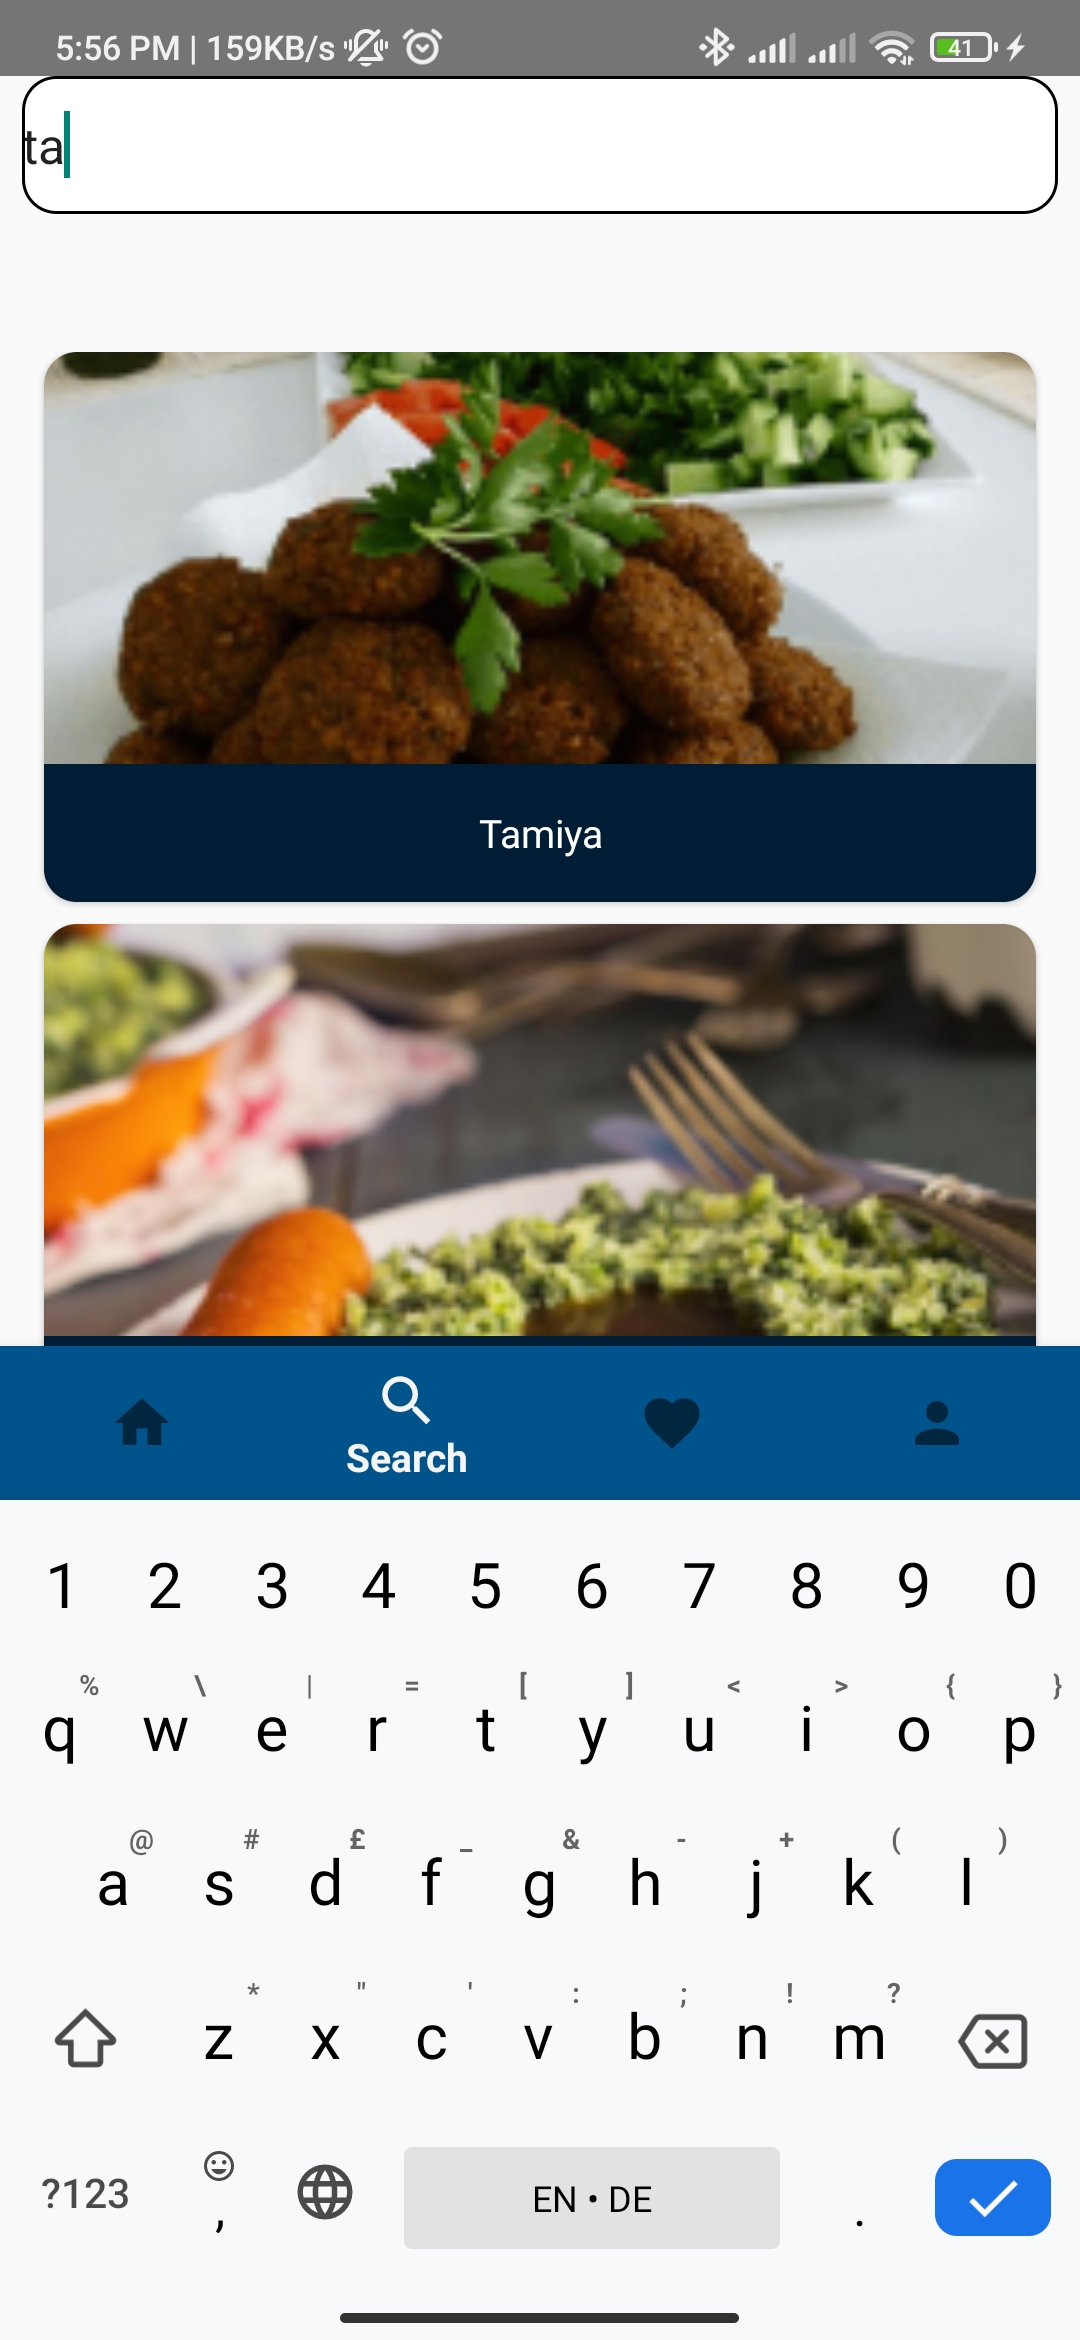 5:56 PM | 159KB/s
41
ta
Tamiya
Search
1 2 3 4 5 6 7 8 9 0
% \ | = [ ] < > { }
q w e r t y u i o p
@ # £ _ & - + ( )
a s d f g h j k l
* " ' : ; ! ?
z x c v b n m
?123 , EN • DE .